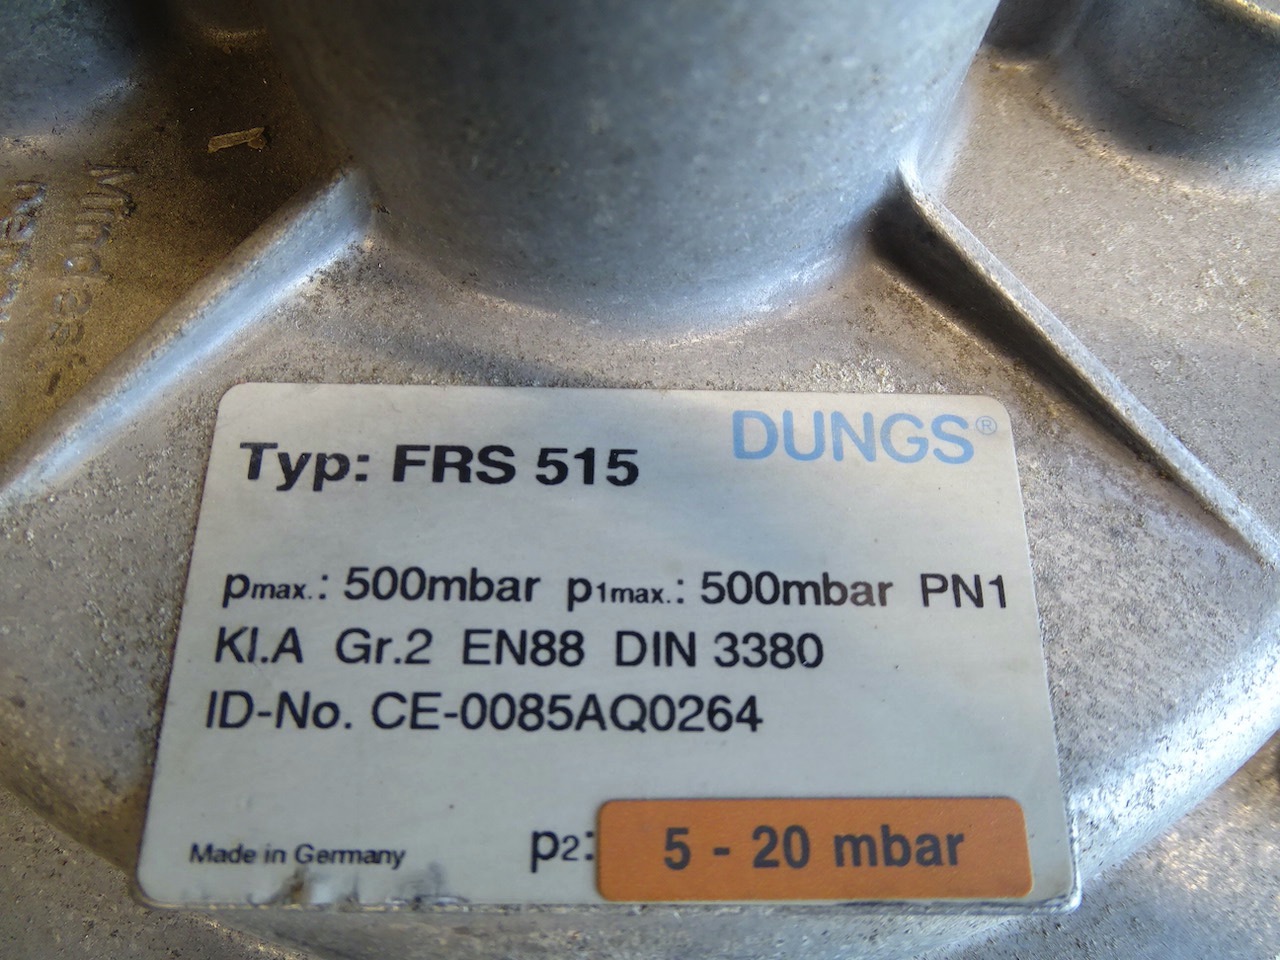 Typ: FRS 515
DUNGS®
pmax.: 500mbar p1max.: 500mbar PN1
Kl.A Gr.2 EN88 DIN 3380
ID-No. CE-0085AQ0264
Made in Germany
p2: 5 - 20 mbar